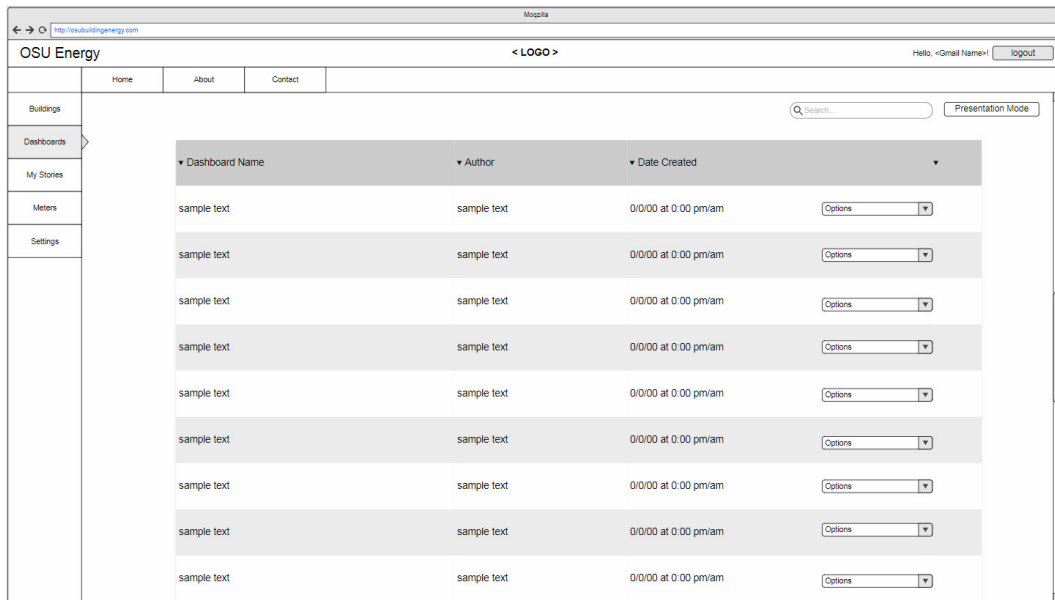 Moqzilla
http://osubuildingenergy.com
OSU Energy
< LOGO >
Hello, <Gmail Name>!
logout
Home
About
Contact
Buildings
Dashboards
My Stories
Meters
Settings
Search...
Presentation Mode
Dashboard Name Author Date Created
sample text sample text 0/0/00 at 0:00 pm/am Options
sample text sample text 0/0/00 at 0:00 pm/am Options
sample text sample text 0/0/00 at 0:00 pm/am Options
sample text sample text 0/0/00 at 0:00 pm/am Options
sample text sample text 0/0/00 at 0:00 pm/am Options
sample text sample text 0/0/00 at 0:00 pm/am Options
sample text sample text 0/0/00 at 0:00 pm/am Options
sample text sample text 0/0/00 at 0:00 pm/am Options
sample text sample text 0/0/00 at 0:00 pm/am Options